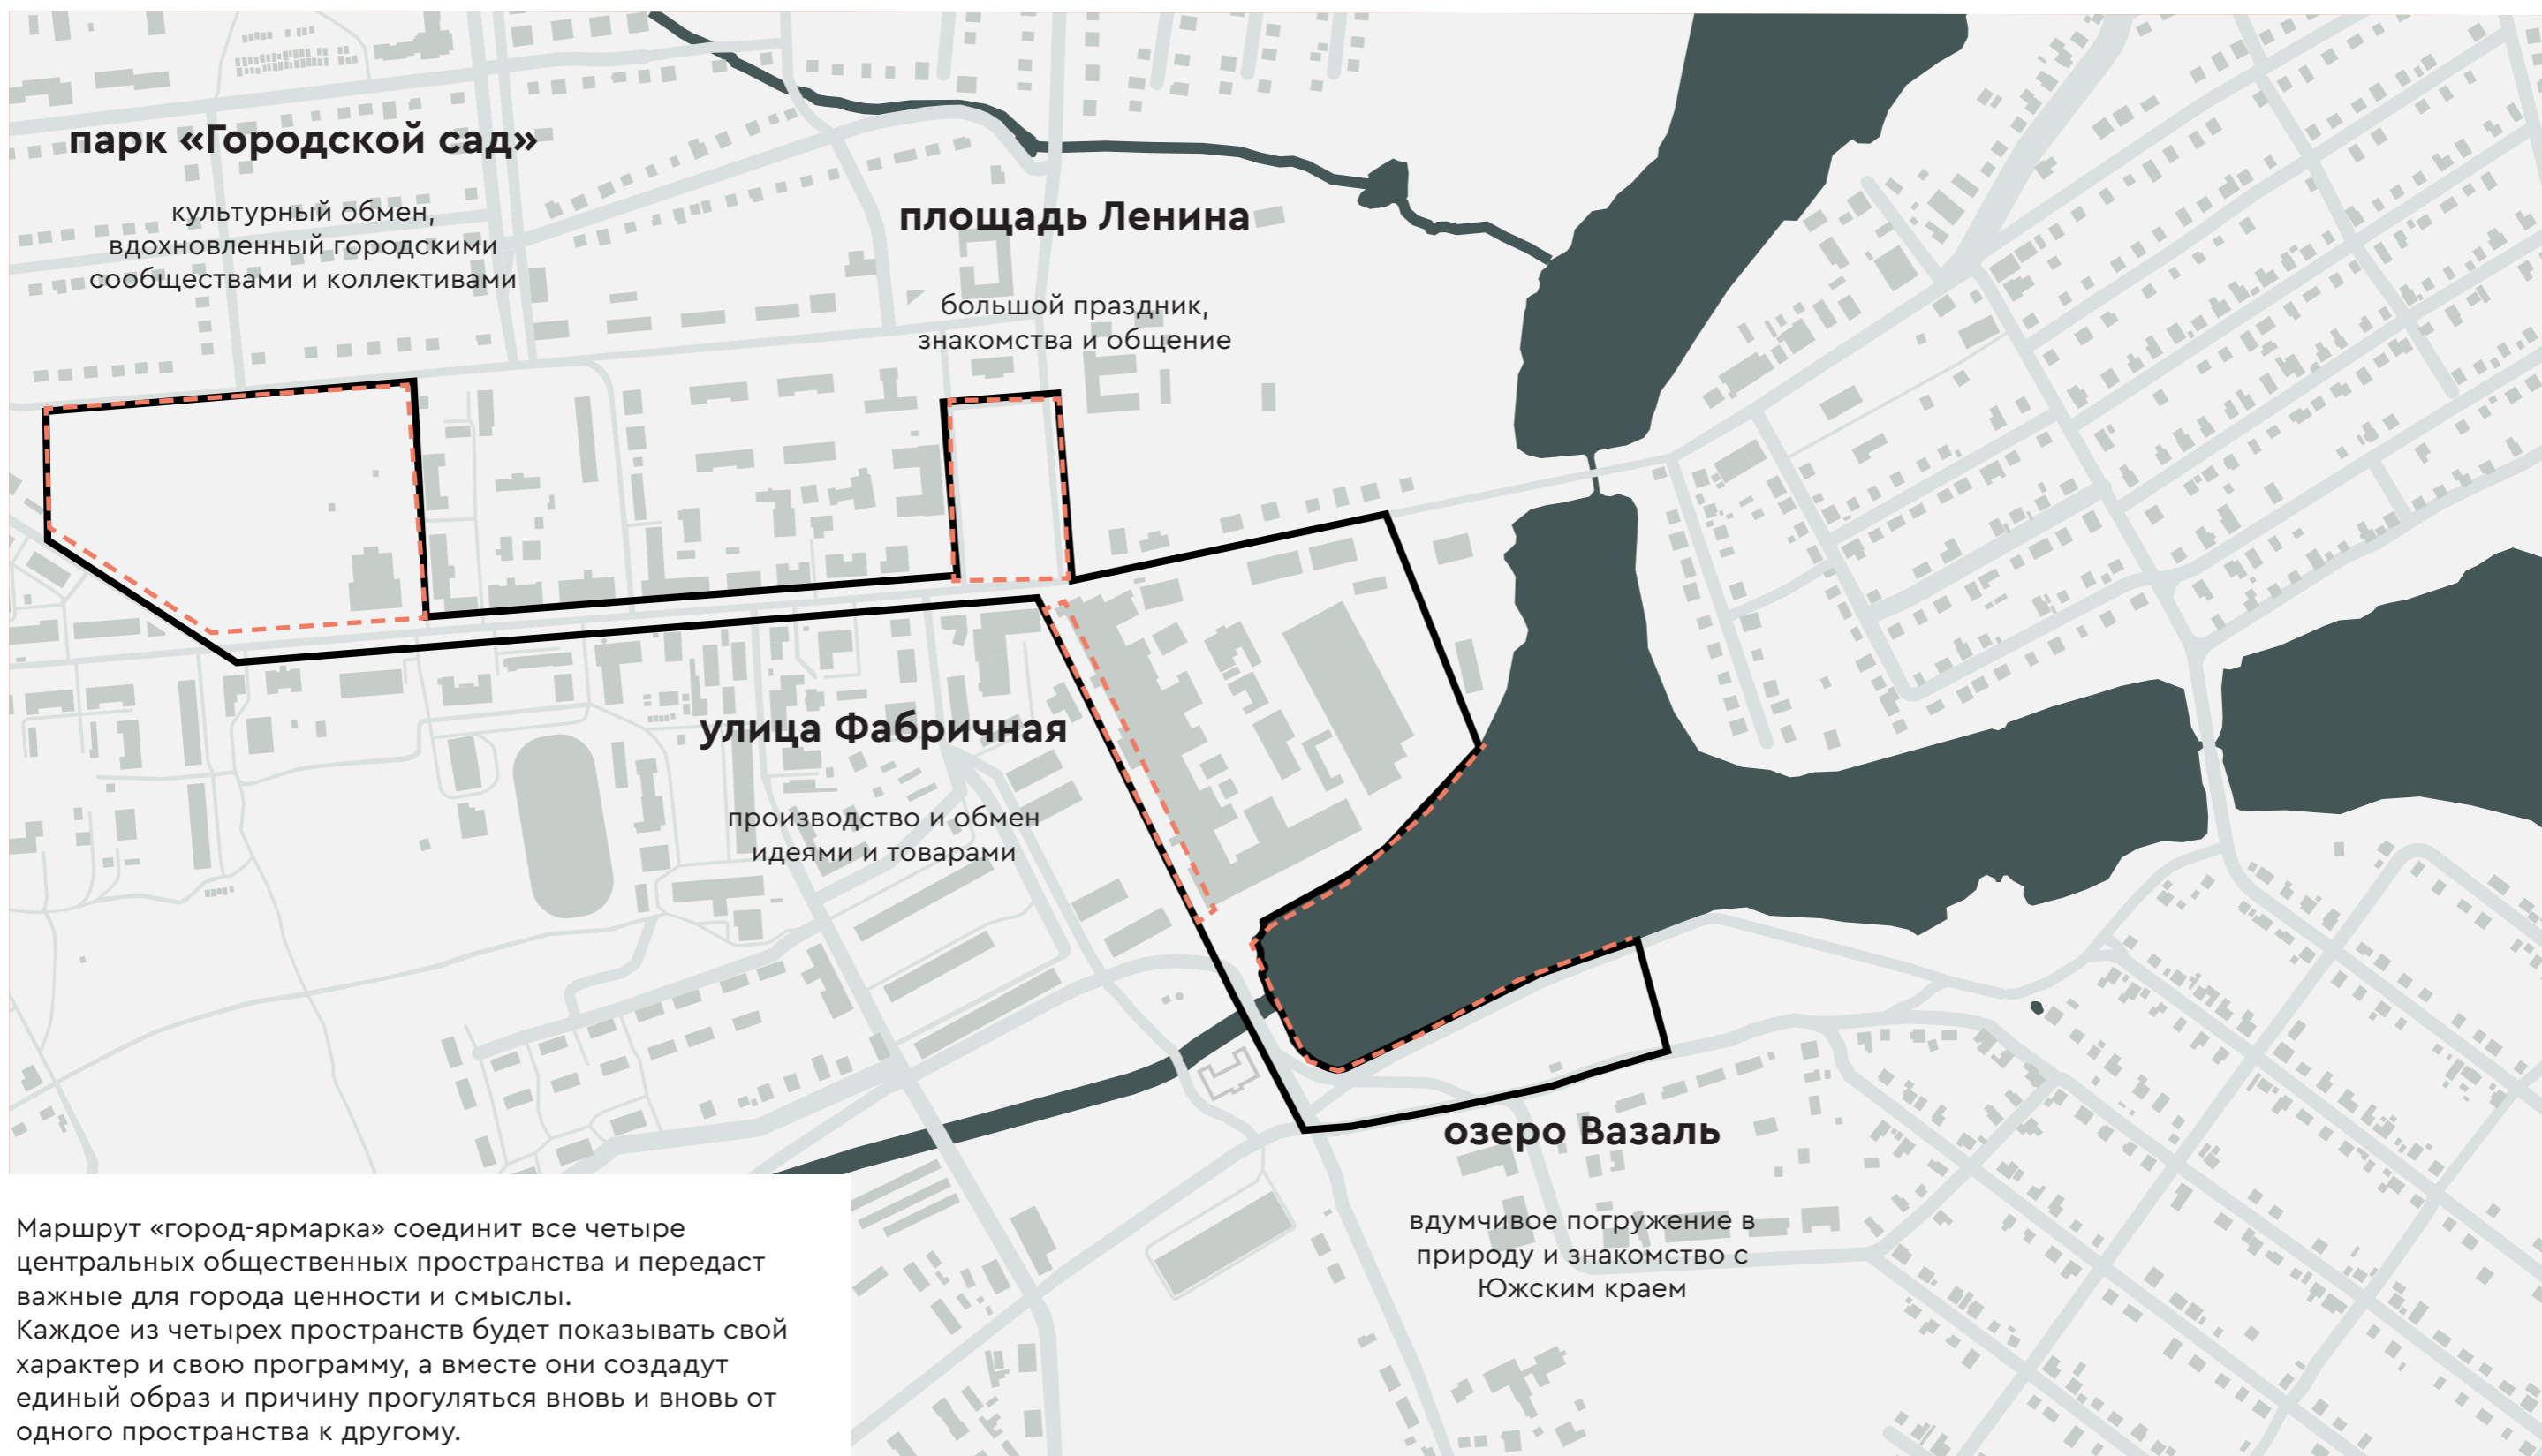 парк «Городской сад»
культурный обмен,
вдохновленный городскими
сообществами и коллективами
площадь Ленина
большой праздник,
знакомства и общение
улица Фабричная
производство и обмен
идеями и товарами
озеро Вазаль
вдумчивое погружение в
природу и знакомство с
Южским краем
Маршрут «город-ярмарка» соединит все четыре
центральных общественных пространства и передаст
важные для города ценности и смыслы.
Каждое из четырех пространств будет показывать свой
характер и свою программу, а вместе они создадут
единый образ и причину прогуляться вновь и вновь от
одного пространства к другому.